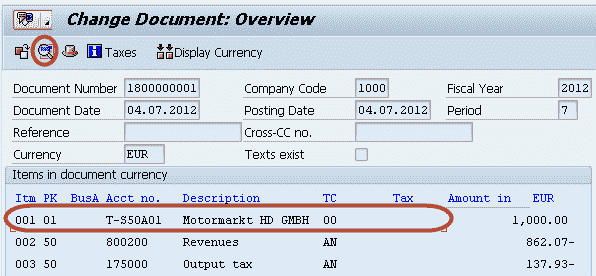 Change Document: Overview
Taxes Display Currency
Document Number 1800000001 Company Code 1000 Fiscal Year 2012
Document Date 04.07.2012 Posting Date 04.07.2012 Period 7
Reference Cross-CC no.
Currency EUR Texts exist
Items in document currency
Itm PK BusA Acct no. Description TC Tax Amount in EUR
001 01 T-S50A01 Motormarkt HD GMBH 00 1,000.00
002 50 800200 Revenues AN 862.07-
003 50 175000 Output tax AN 137.93-